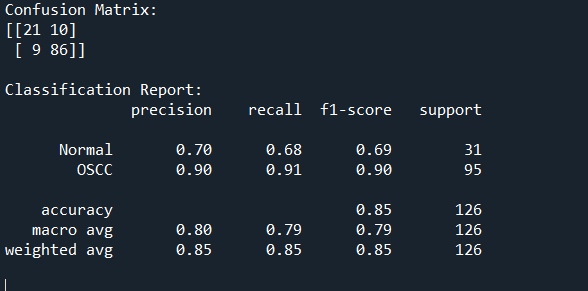 Confusion Matrix:
[[21 10]
 [ 9 86]]
Classification Report:
precision recall f1-score support
Normal 0.70 0.68 0.69 31
OSCC 0.90 0.91 0.90 95
accuracy 0.85 126
macro avg 0.80 0.79 0.79 126
weighted avg 0.85 0.85 0.85 126